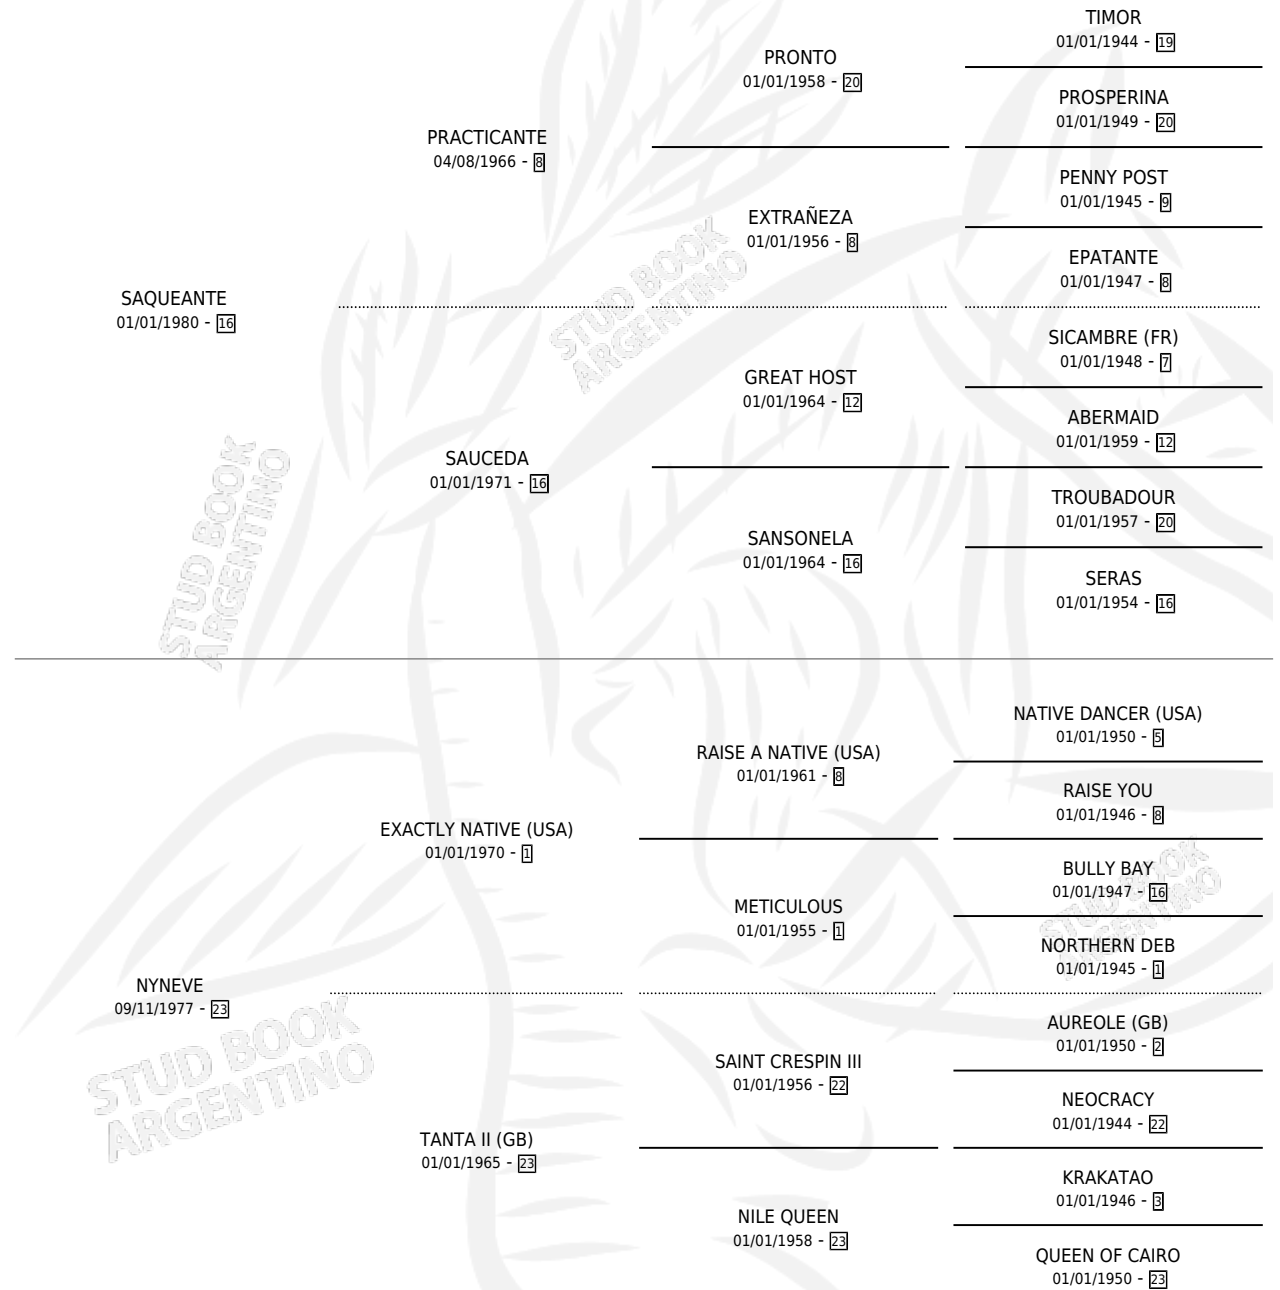 TIMOR
01/01/1944 - 19
PRONTO
01/01/1958 - 20
PROSPERINA
01/01/1949 - 20
PRACTICANTE
04/08/1966 - 8
PENNY POST
01/01/1945 - 9
EXTRAÑEZA
01/01/1956 - 8
EPATANTE
01/01/1947 - 8
SAQUEANTE
01/01/1980 - 16
STUD BOOK
ARGENTINO
SICAMBRE (FR)
01/01/1948 - 7
GREAT HOST
01/01/1964 - 12
ABERMAID
01/01/1959 - 12
SAUCEDA
01/01/1971 - 16
TROUBADOUR
01/01/1957 - 20
SANSONELA
01/01/1964 - 16
SERAS
01/01/1954 - 16
STUD BOOK
ARGENTINO
NATIVE DANCER (USA)
01/01/1950 - 5
RAISE A NATIVE (USA)
01/01/1961 - 8
RAISE YOU
01/01/1946 - 8
EXACTLY NATIVE (USA)
01/01/1970 - 1
BULLY BAY
01/01/1947 - 16
STUD BOOK
ARGENTINO
METICULOUS
01/01/1955 - 1
NORTHERN DEB
01/01/1945 - 1
NYNEVE
09/11/1977 - 23
AUREOLE (GB)
01/01/1950 - 2
STUD BOOK
ARGENTINO
SAINT CRESPIN III
01/01/1956 - 22
NEOCRACY
01/01/1944 - 22
TANTA II (GB)
01/01/1965 - 23
KRAKATAO
01/01/1946 - 3
NILE QUEEN
01/01/1958 - 23
QUEEN OF CAIRO
01/01/1950 - 23